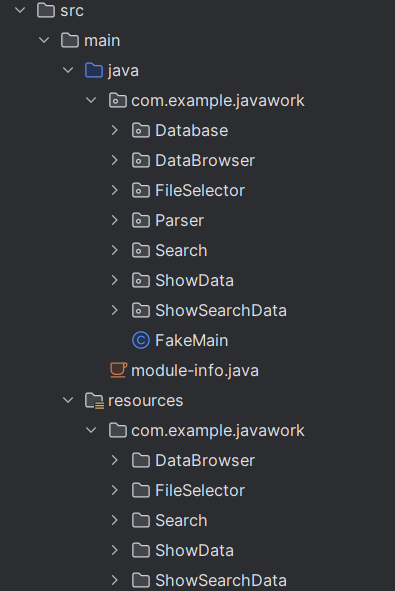 src
main
java
com.example.javawork
Database
DataBrowser
FileSelector
Parser
Search
ShowData
ShowSearchData
FakeMain
module-info.java
resources
com.example.javawork
DataBrowser
FileSelector
Search
ShowData
ShowSearchData